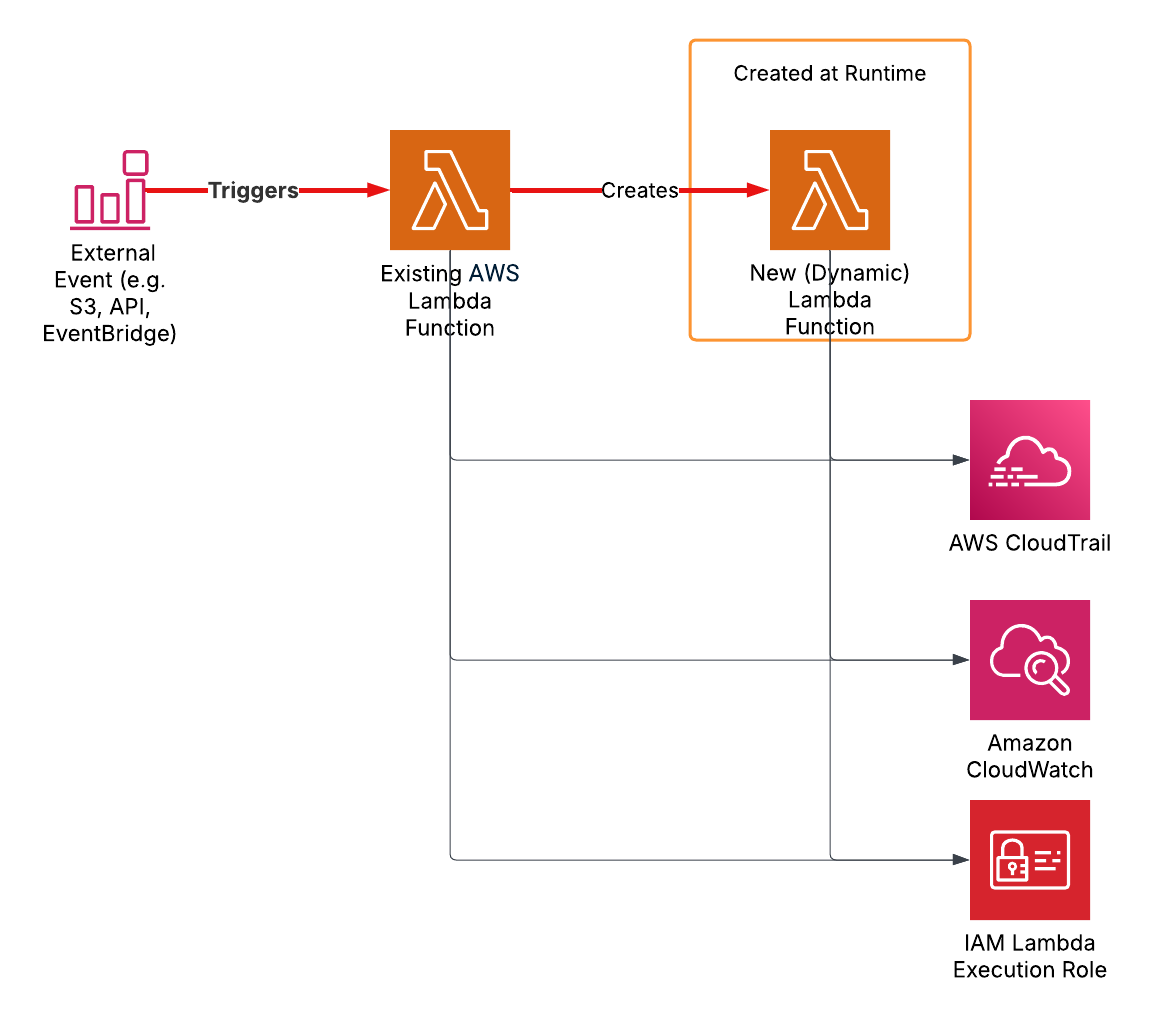 Created at Runtime
Triggers
Creates
External
Event (e.g.
S3, API,
EventBridge)
Existing AWS
Lambda
Function
New (Dynamic)
Lambda
Function
AWS CloudTrail
Amazon
CloudWatch
IAM Lambda
Execution Role